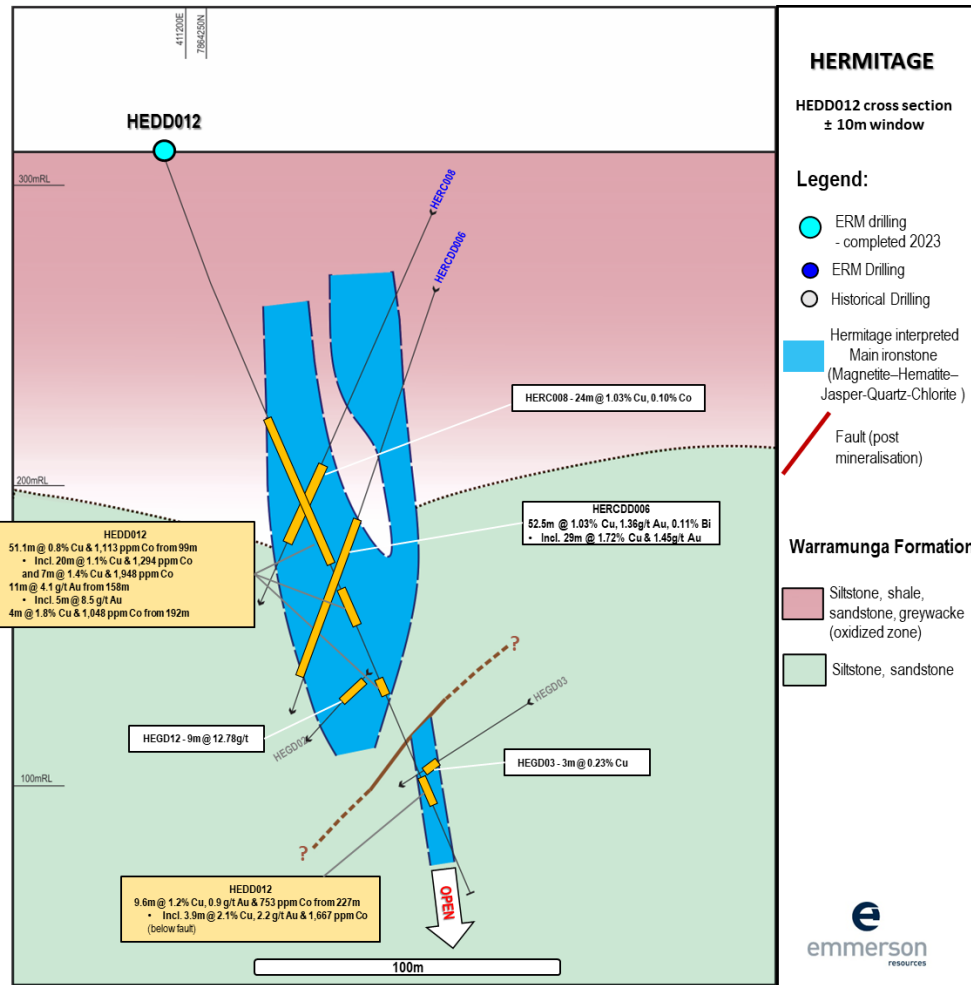 411200E
7864250N
HEDD012
300mRL
HERC008
HERCDD006
HERC008 - 24m @ 1.03% Cu, 0.10% Co
200mRL
HERCDD006
52.5m @ 1.03% Cu, 1.36g/t Au, 0.11% Bi
• Incl. 29m @ 1.72% Cu & 1.45g/t Au
HEDD012
51.1m @ 0.8% Cu & 1,113 ppm Co from 99m
• Incl. 20m @ 1.1% Cu & 1,294 ppm Co
and 7m @ 1.4% Cu & 1,948 ppm Co
11m @ 4.1 g/t Au from 158m
• Incl. 5m @ 8.5 g/t Au
4m @ 1.8% Cu & 1,048 ppm Co from 192m
?
HEGD03
HEGD12 - 9m @ 12.78g/t
HEGD02
HEGD03 - 3m @ 0.23% Cu
100mRL
?
HEDD012
9.6m @ 1.2% Cu, 0.9 g/t Au & 753 ppm Co from 227m
• Incl. 3.9m @ 2.1% Cu, 2.2 g/t Au & 1,667 ppm Co
(below fault)
OPEN
100m
HERMITAGE
HEDD012 cross section
± 10m window
Legend:
ERM drilling
- completed 2023
ERM Drilling
Historical Drilling
Hermitage interpreted
Main ironstone
(Magnetite–Hematite–
Jasper-Quartz-Chlorite )
Fault (post
mineralisation)
Warramunga Formation
Siltstone, shale,
sandstone, greywacke
(oxidized zone)
Siltstone, sandstone
emmerson
resources